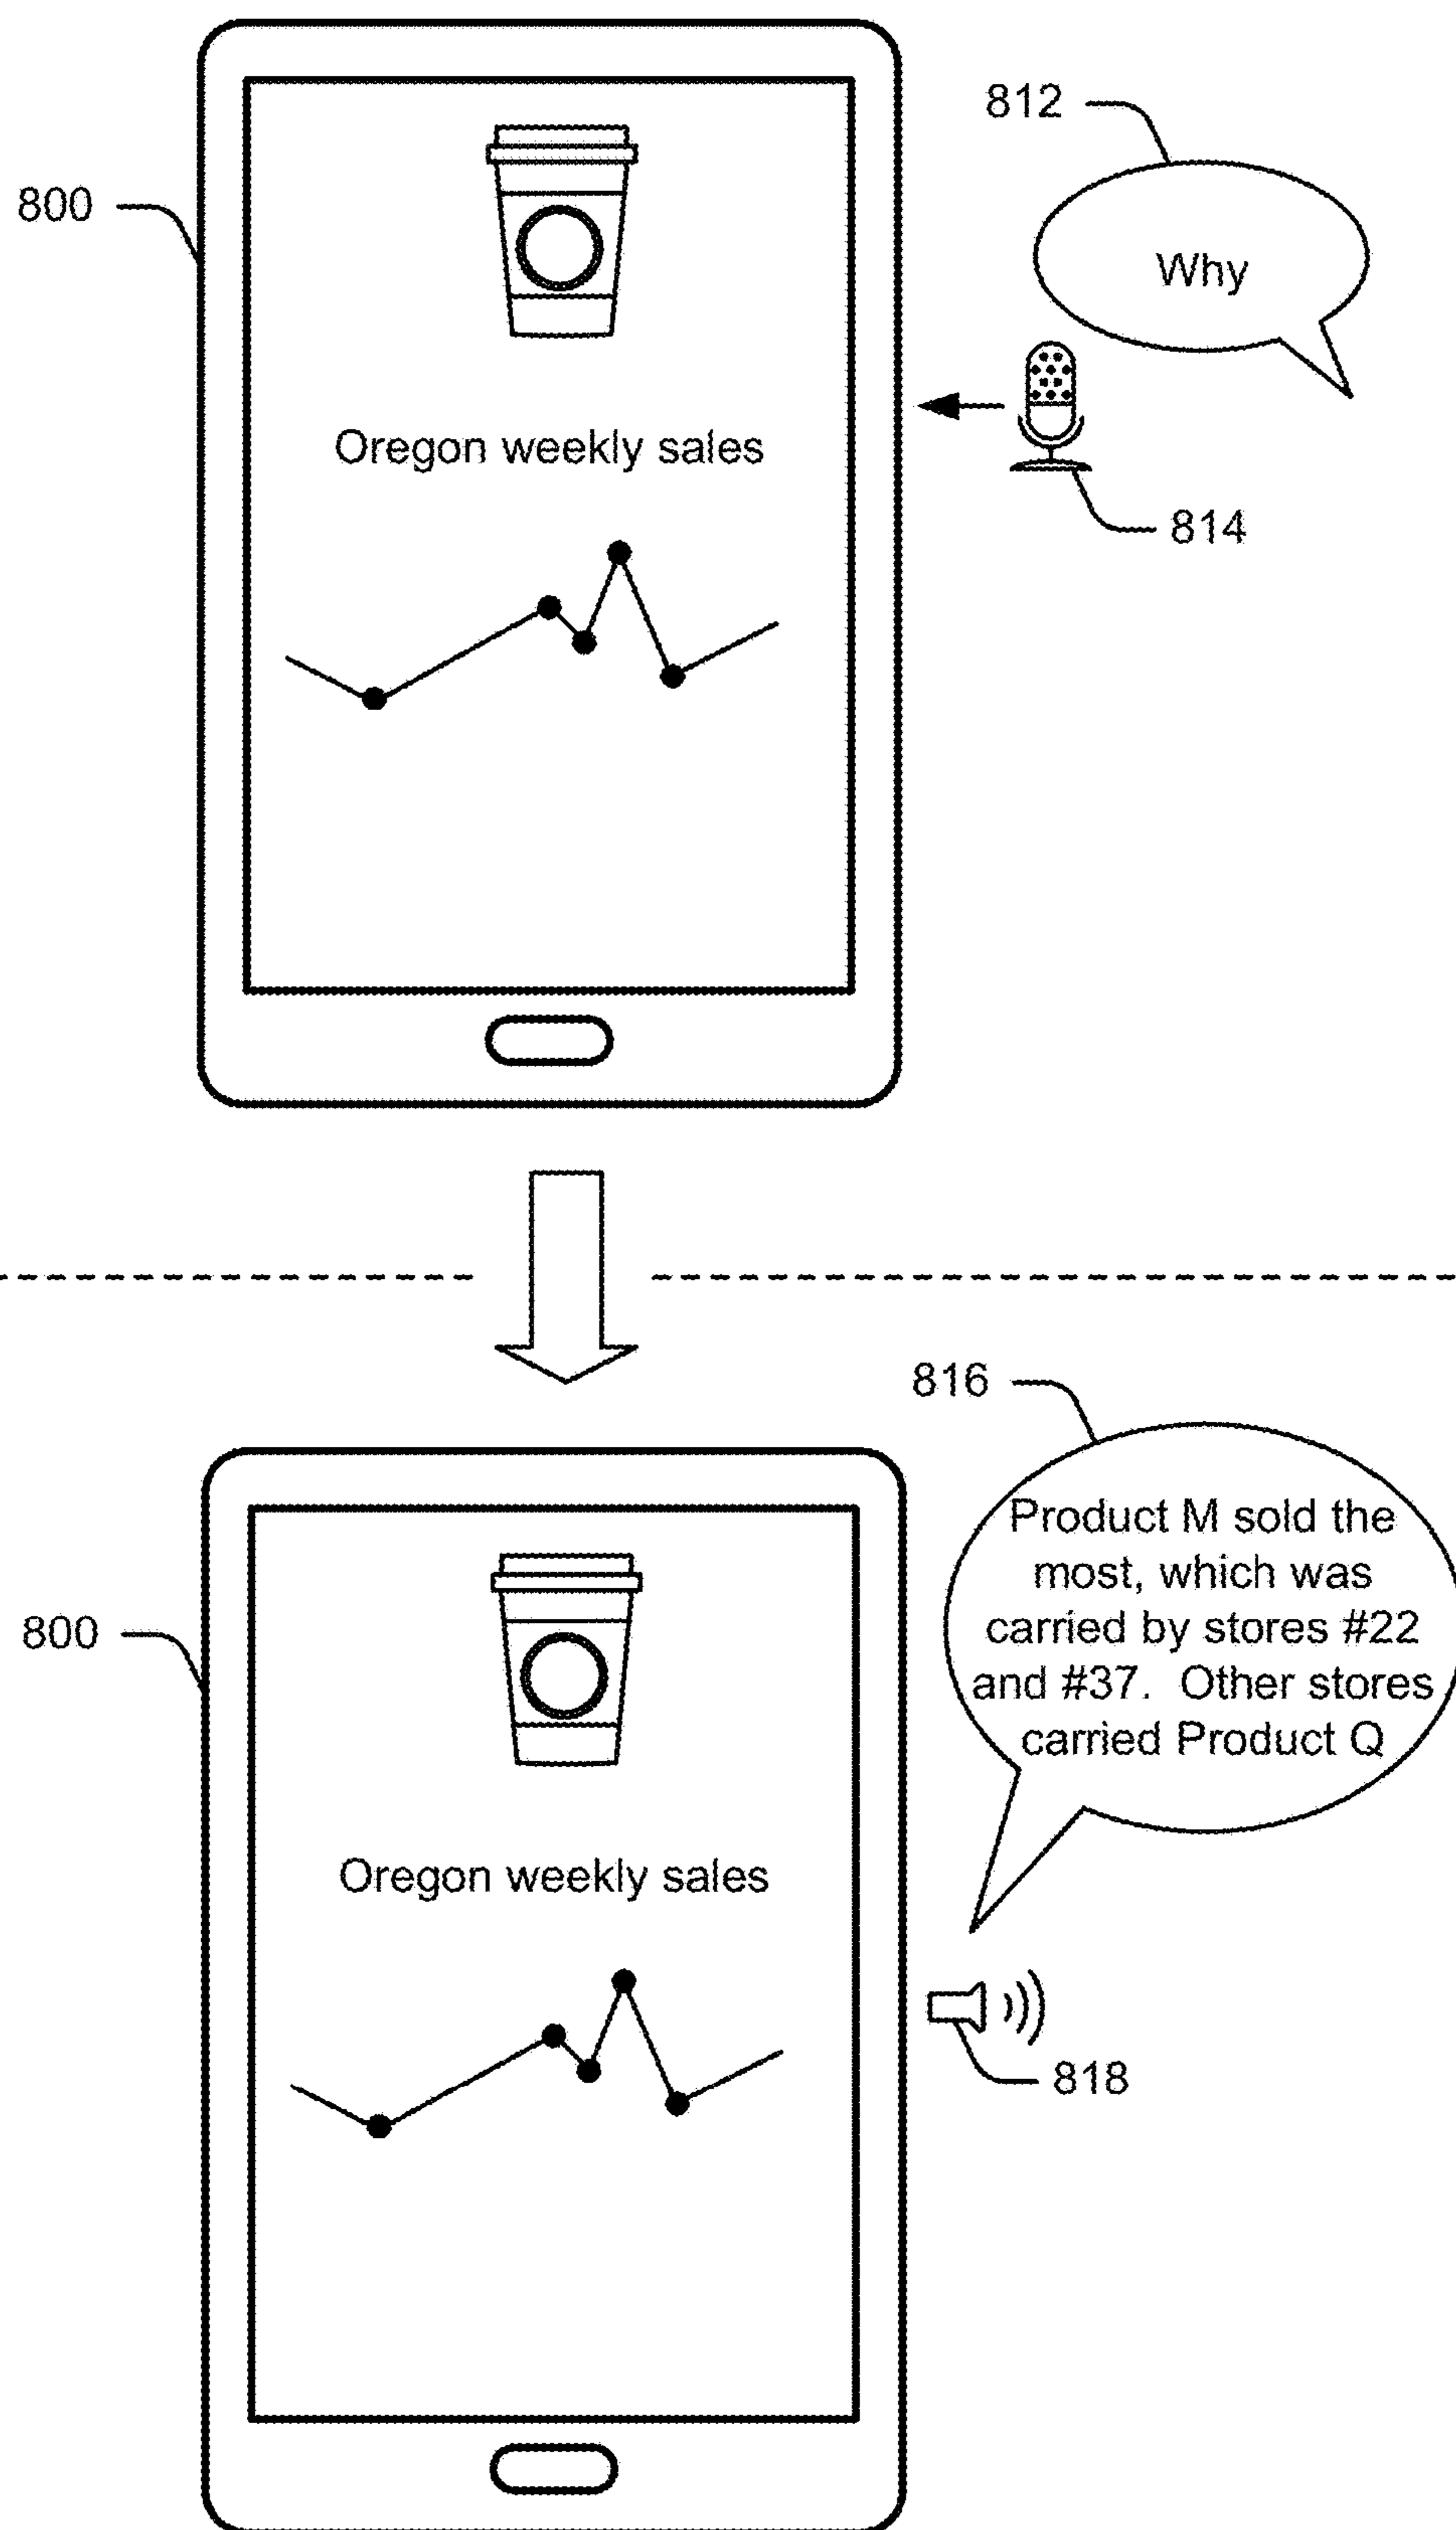 812
800
Why
Oregon weekly sales
814
816
Product M sold the
most, which was
carried by stores #22
and #37.  Other stores
carried Product Q
800
Oregon weekly sales
818